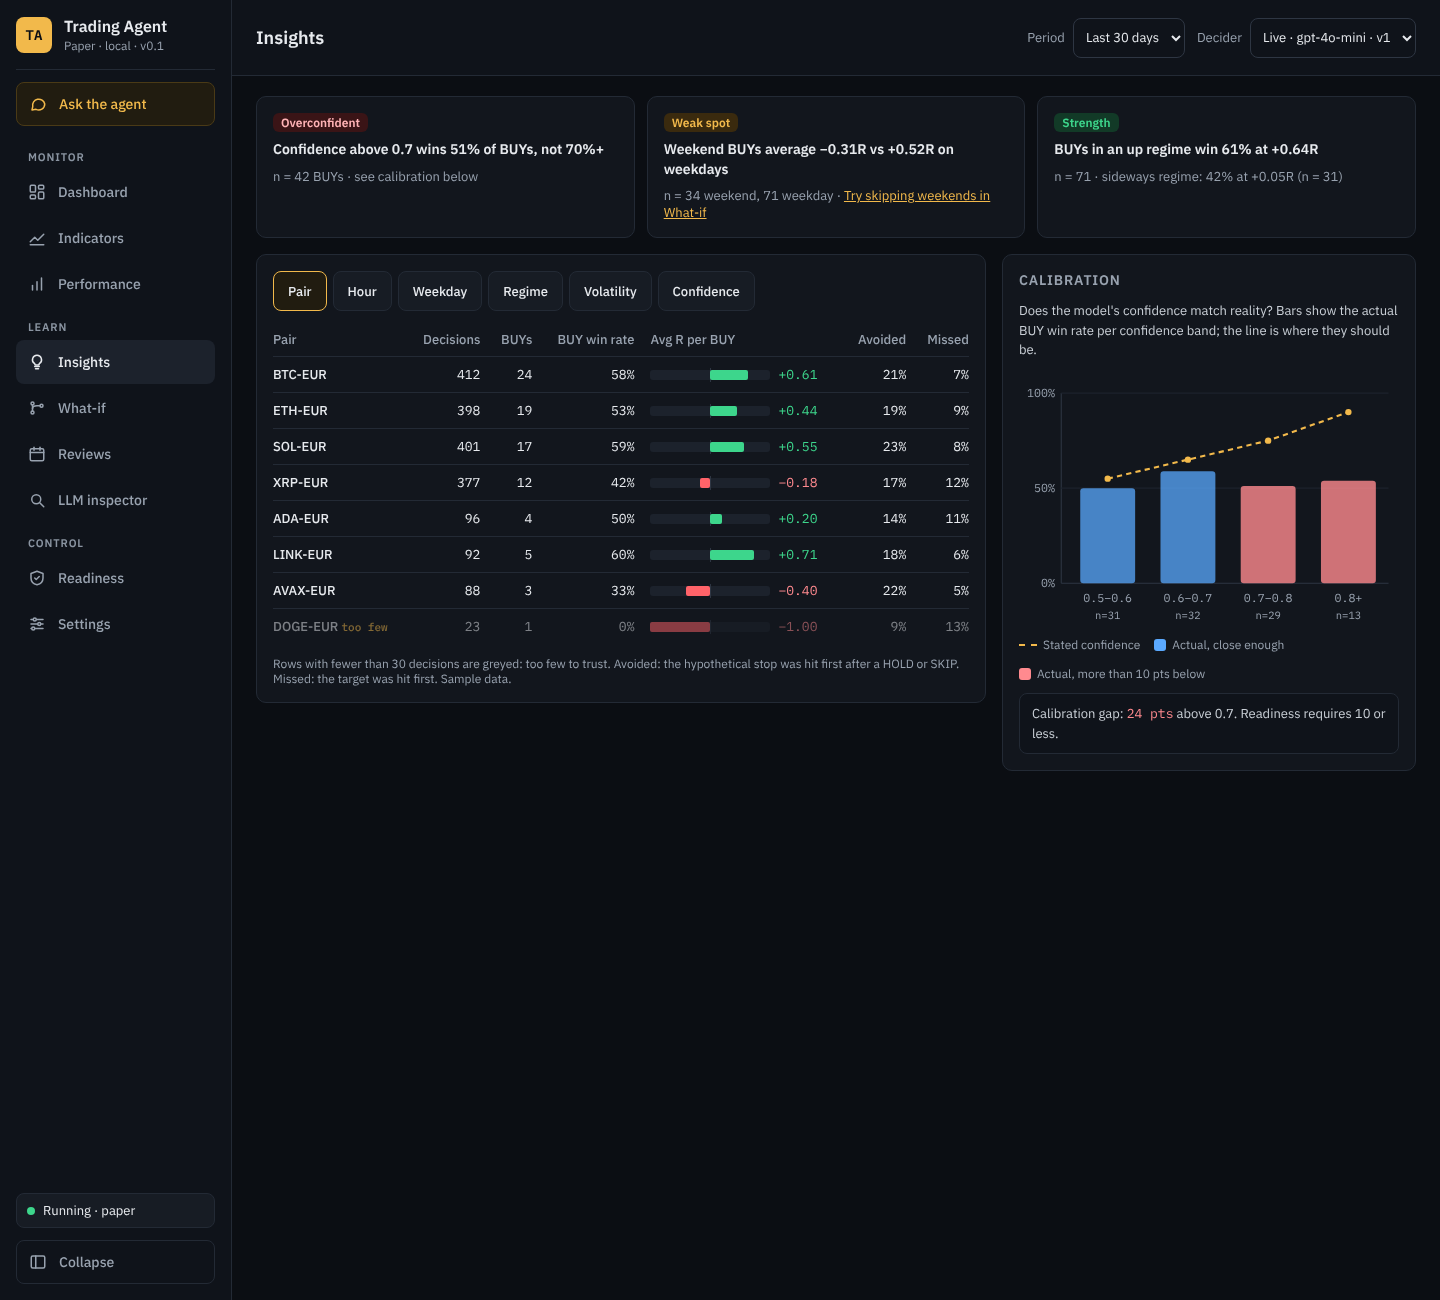 TA
Trading Agent
Paper · local · v0.1
Ask the agent
MONITOR
Dashboard
Indicators
Performance
LEARN
Insights
What-if
Reviews
LLM inspector
CONTROL
Readiness
Settings
Running · paper
Collapse
Insights
Period Last 30 days Decider Live · gpt-4o-mini · v1
Overconfident
Confidence above 0.7 wins 51% of BUYs, not 70%+
n = 42 BUYs · see calibration below
Weak spot
Weekend BUYs average −0.31R vs +0.52R on
weekdays
n = 34 weekend, 71 weekday · Try skipping weekends in
What-if
Strength
BUYs in an up regime win 61% at +0.64R
n = 71 · sideways regime: 42% at +0.05R (n = 31)
Pair Hour Weekday Regime Volatility Confidence
Pair Decisions BUYs BUY win rate Avg R per BUY Avoided Missed
BTC-EUR 412 24 58% +0.61 21% 7%
ETH-EUR 398 19 53% +0.44 19% 9%
SOL-EUR 401 17 59% +0.55 23% 8%
XRP-EUR 377 12 42% −0.18 17% 12%
ADA-EUR 96 4 50% +0.20 14% 11%
LINK-EUR 92 5 60% +0.71 18% 6%
AVAX-EUR 88 3 33% −0.40 22% 5%
DOGE-EUR too few 23 1 0% −1.00 9% 13%
Rows with fewer than 30 decisions are greyed: too few to trust. Avoided: the hypothetical stop was hit first after a HOLD or SKIP.
Missed: the target was hit first. Sample data.
CALIBRATION
Does the model's confidence match reality? Bars show the actual
BUY win rate per confidence band; the line is where they should
be.
100%
50%
0%
0.5–0.6 0.6–0.7 0.7–0.8 0.8+
n=31 n=32 n=29 n=13
Stated confidence Actual, close enough
Actual, more than 10 pts below
Calibration gap: 24 pts above 0.7. Readiness requires 10 or
less.